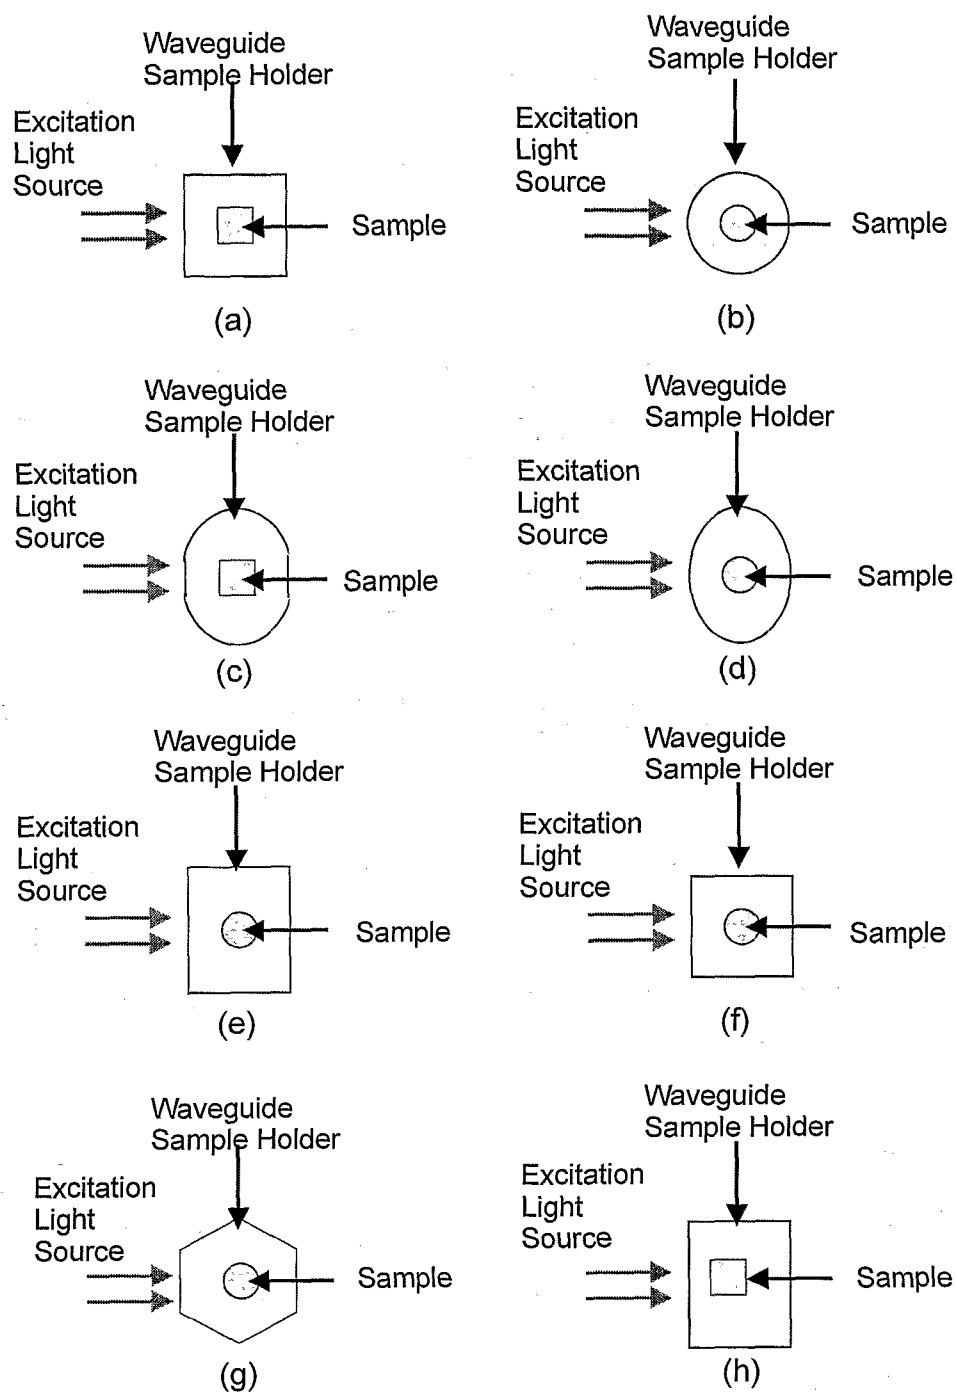 Waveguide
Sample Holder
Excitation
Light
Source
Sample
(a)
Waveguide
Sample Holder
Excitation
Light
Source
Sample
(b)
Waveguide
Sample Holder
Excitation
Light
Source
Sample
(c)
Waveguide
Sample Holder
Excitation
Light
Source
Sample
(d)
Waveguide
Sample Holder
Excitation
Light
Source
Sample
(e)
Waveguide
Sample Holder
Excitation
Light
Source
Sample
(f)
Waveguide
Sample Holder
Excitation
Light
Source
Sample
(g)
Waveguide
Sample Holder
Excitation
Light
Source
Sample
(h)